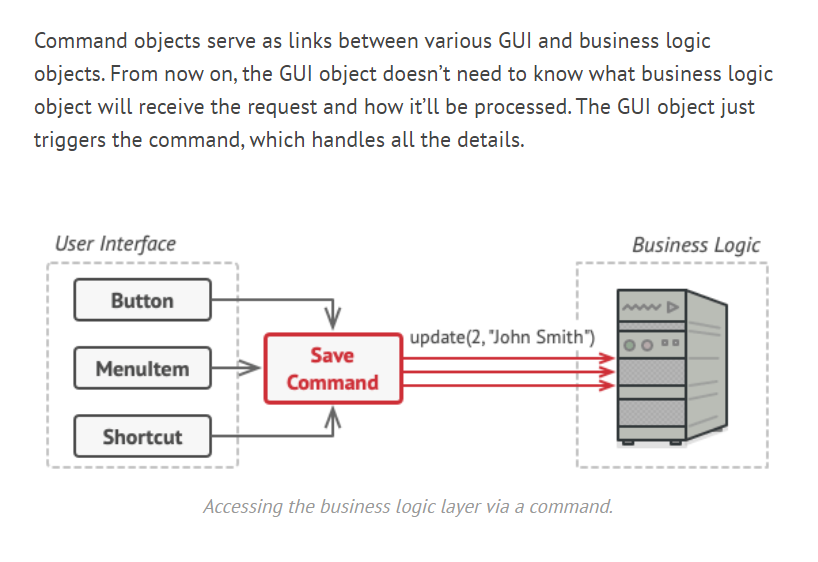 Command objects serve as links between various GUI and business logic
objects. From now on, the GUI object doesn’t need to know what business logic
object will receive the request and how it’ll be processed. The GUI object just
triggers the command, which handles all the details.
User Interface
Business Logic
Button
MenuItem
Shortcut
Save
Command
update(2, "John Smith")
Accessing the business logic layer via a command.